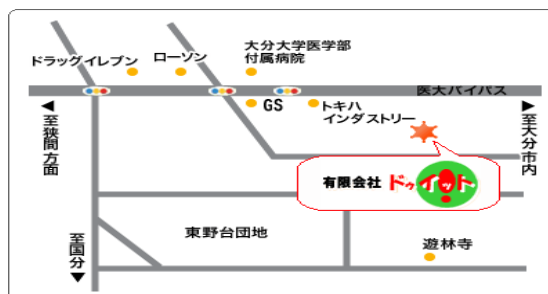 大分大学医学部
付属病院
ドラッグイレブン
ローソン
医大バイパス
GS
トキハ
インダストリー
至狭間方面
至大分市内
有限会社 ドゥイット
至国分
東野台団地
遊林寺